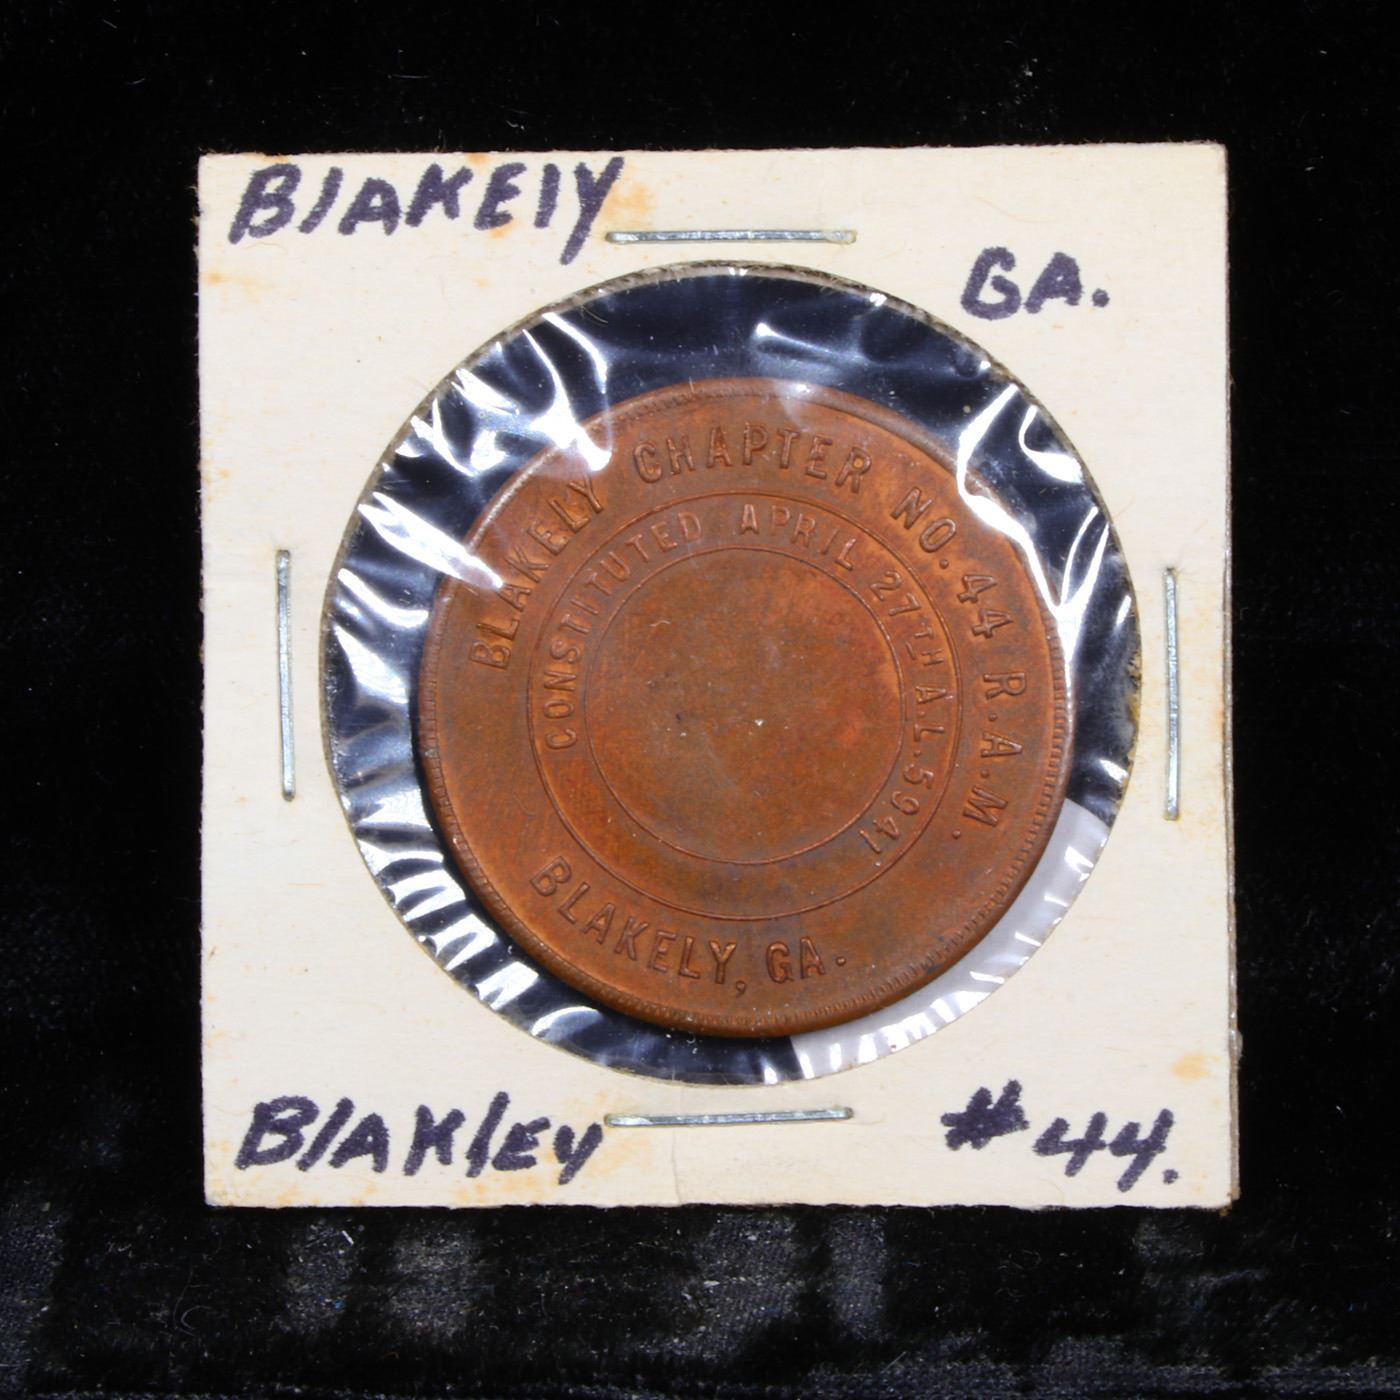 BlAKEly
GA.
BLAKELY CHAPTER NO. 44 R.A.M.
CONSTITUTED APRIL 27TH A.L. 5941
BLAKELY, GA.
BlAKlEy
#44.